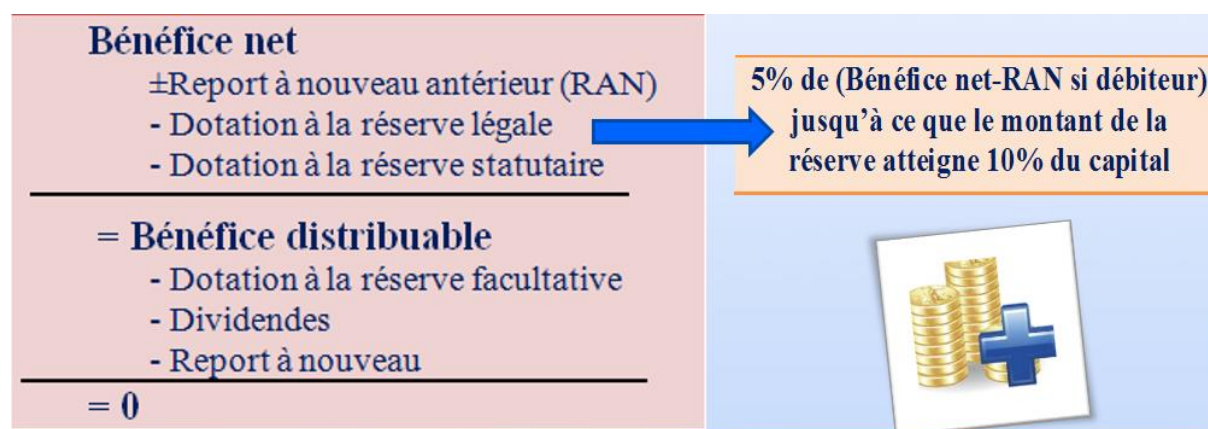 Bénéfice net
±Report à nouveau antérieur (RAN)
- Dotation à la réserve légale
- Dotation à la réserve statutaire
= Bénéfice distribuable
- Dotation à la réserve facultative
- Dividendes
- Report à nouveau
= 0
5% de (Bénéfice net-RAN si débiteur)
jusqu'à ce que le montant de la
réserve atteigne 10% du capital